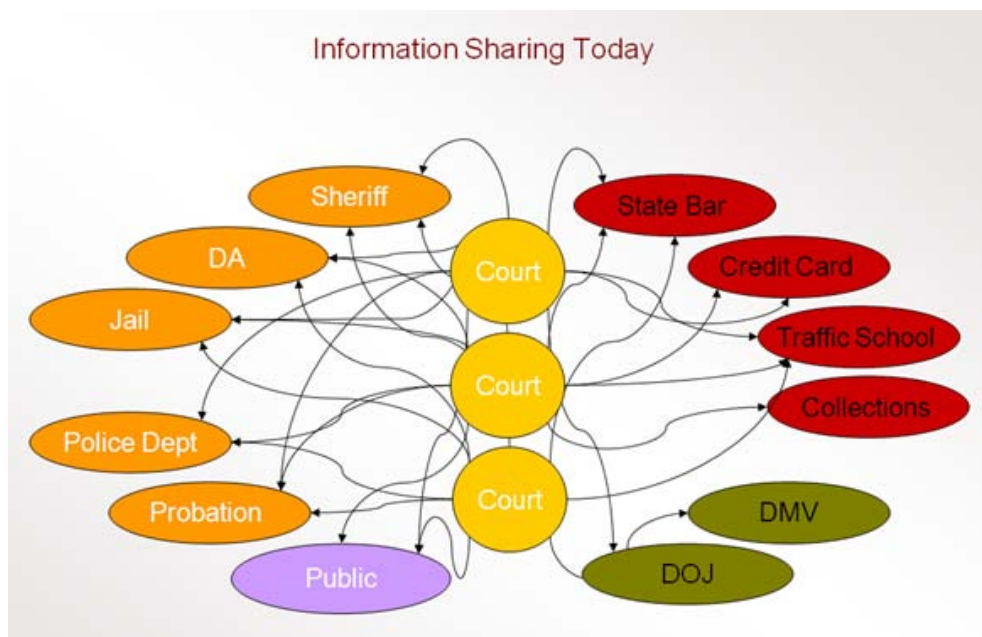 Information Sharing Today
Sheriff
State Bar
DA
Court
Credit Card
Jail
Traffic School
Court
Collections
Police Dept
Court
Probation
DMV
Public
DOJ